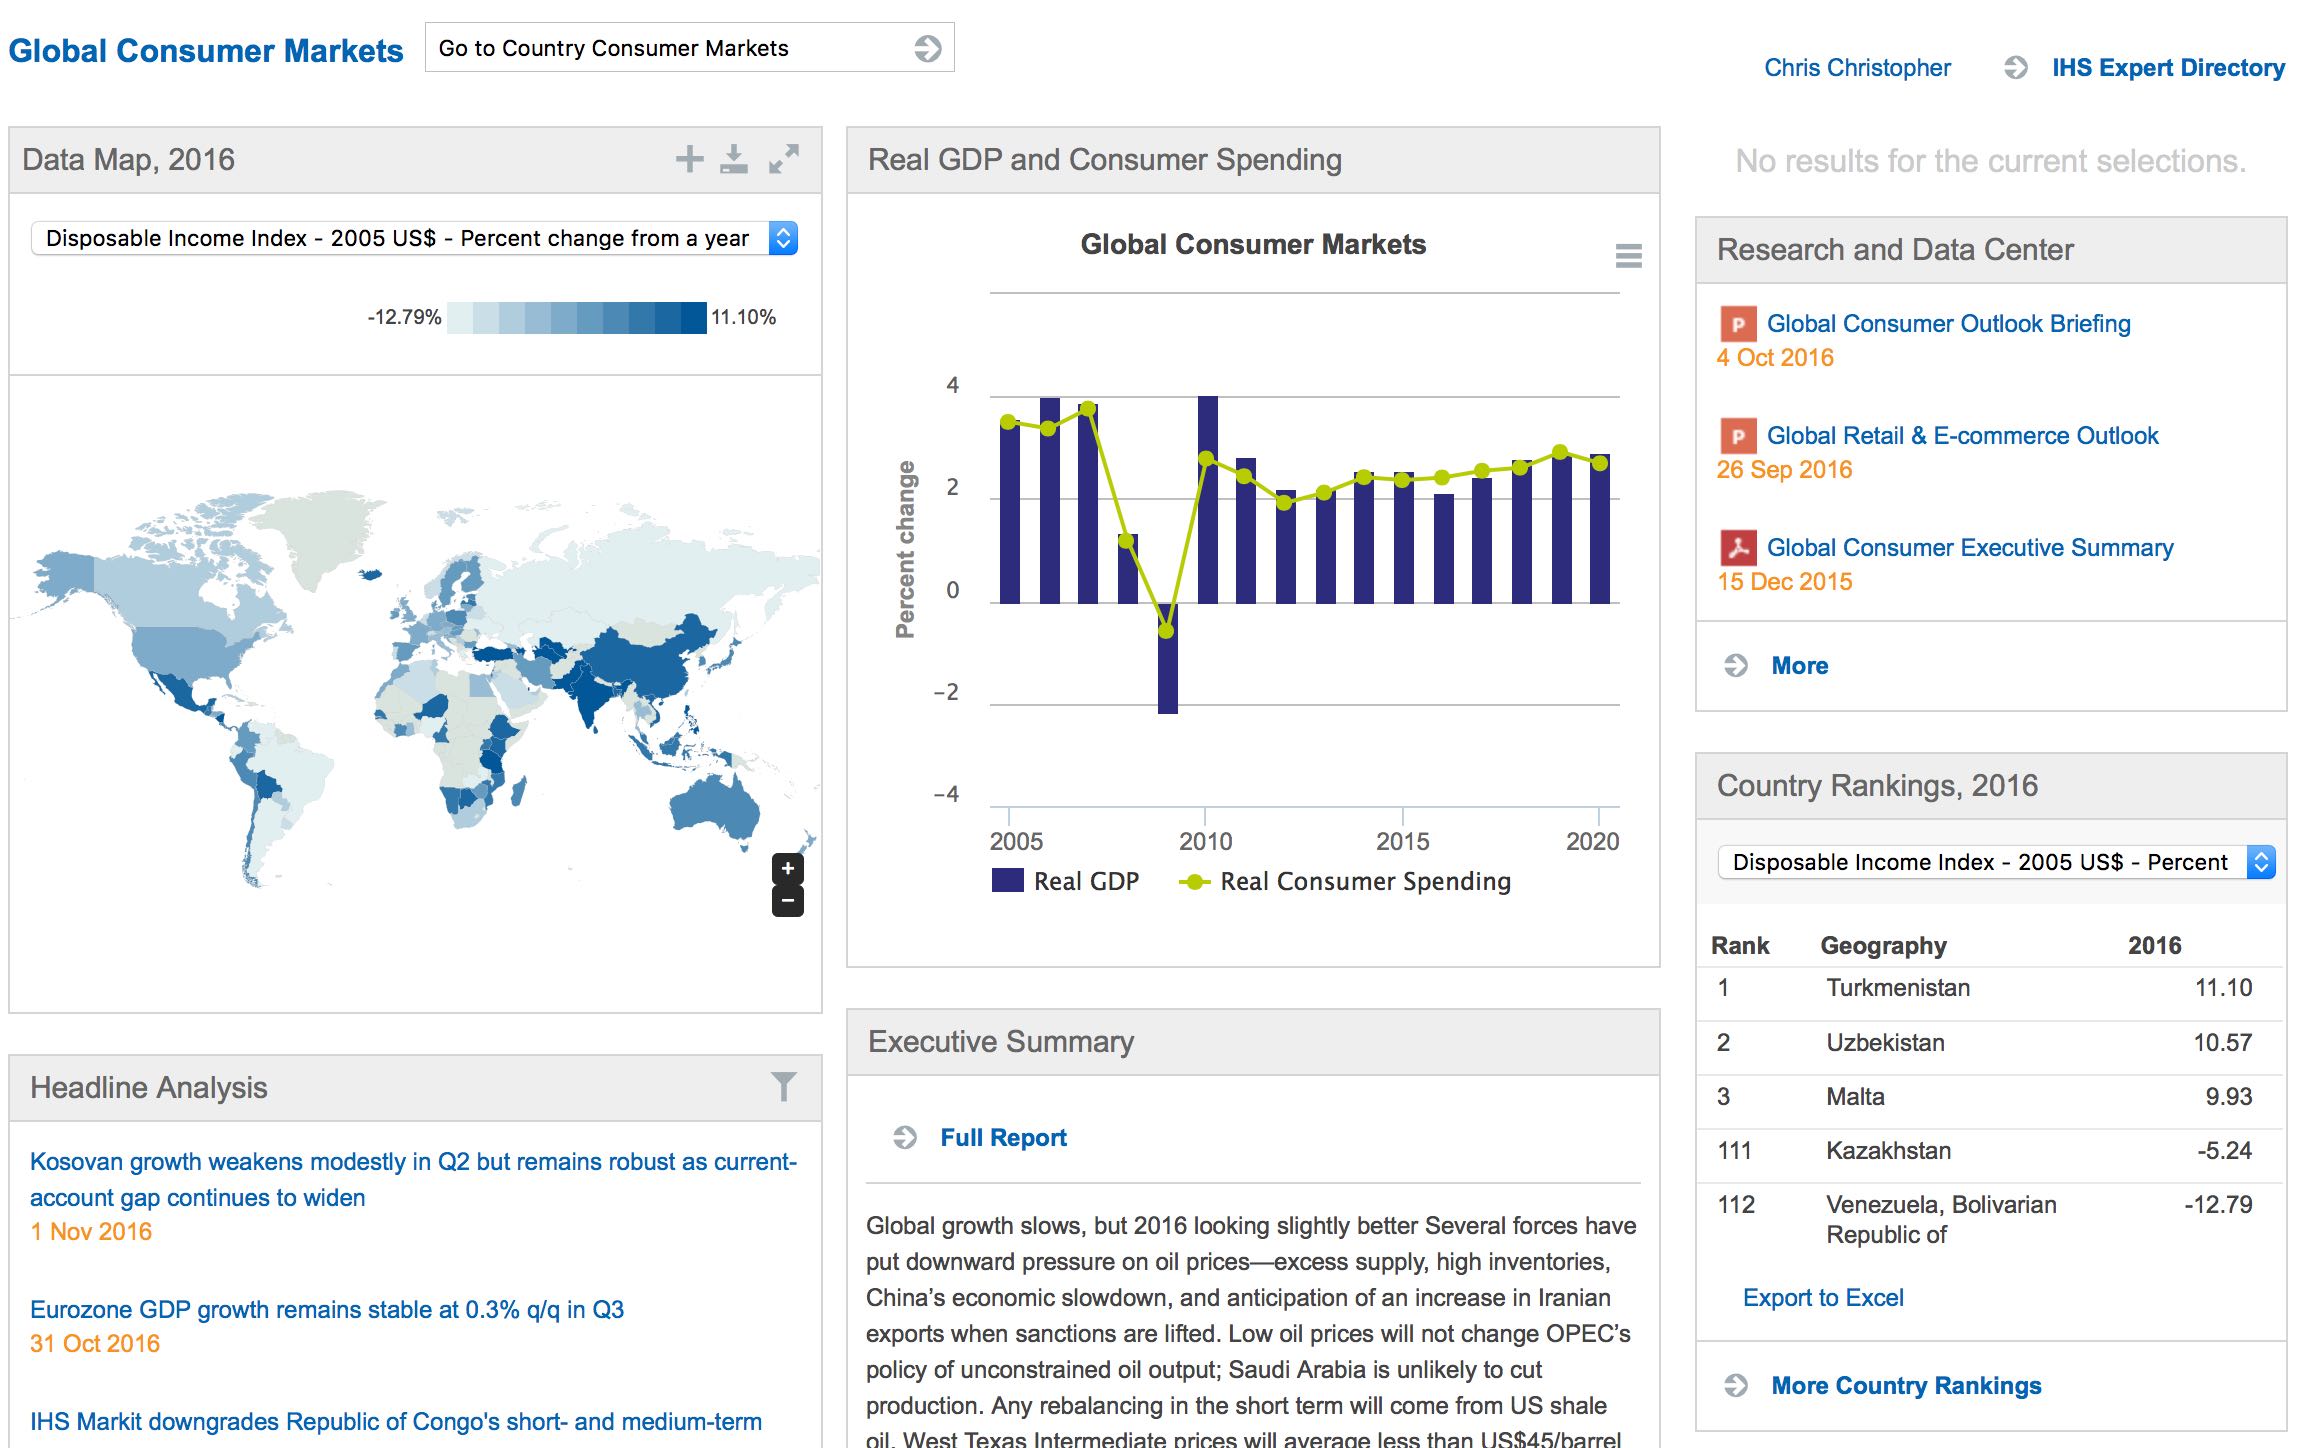 Global Consumer Markets
Go to Country Consumer Markets
Chris Christopher
IHS Expert Directory
Data Map, 2016
Disposable Income Index - 2005 US$ - Percent change from a year
-12.79%
11.10%
Headline Analysis
Kosovan growth weakens modestly in Q2 but remains robust as current-
account gap continues to widen
1 Nov 2016
Eurozone GDP growth remains stable at 0.3% q/q in Q3
31 Oct 2016
IHS Markit downgrades Republic of Congo's short- and medium-term
Real GDP and Consumer Spending
Global Consumer Markets
Percent change
4
2
0
−2
−4
2005
2010
2015
2020
Real GDP
Real Consumer Spending
Executive Summary
Full Report
Global growth slows, but 2016 looking slightly better Several forces have
put downward pressure on oil prices—excess supply, high inventories,
China’s economic slowdown, and anticipation of an increase in Iranian
exports when sanctions are lifted. Low oil prices will not change OPEC’s
policy of unconstrained oil output; Saudi Arabia is unlikely to cut
production. Any rebalancing in the short term will come from US shale
oil. West Texas Intermediate prices will average less than US$45/barrel
No results for the current selections.
Research and Data Center
P Global Consumer Outlook Briefing
4 Oct 2016
P Global Retail & E-commerce Outlook
26 Sep 2016
Global Consumer Executive Summary
15 Dec 2015
More
Country Rankings, 2016
Disposable Income Index - 2005 US$ - Percent
Rank Geography 2016
1 Turkmenistan 11.10
2 Uzbekistan 10.57
3 Malta 9.93
111 Kazakhstan -5.24
112 Venezuela, Bolivarian -12.79
Republic of
Export to Excel
More Country Rankings